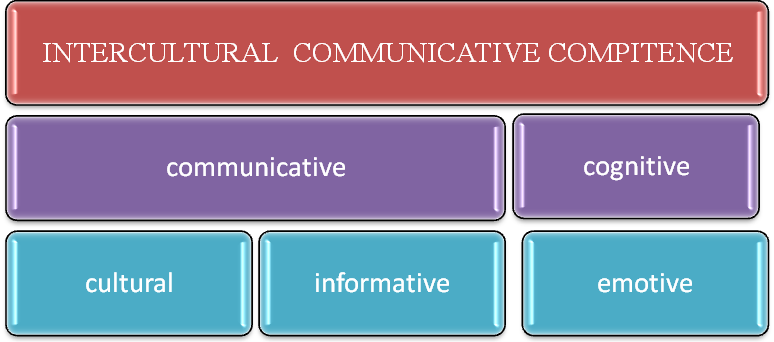 INTERCULTURAL COMMUNICATIVE COMPITENCE
communicative
cognitive
cultural
informative
emotive